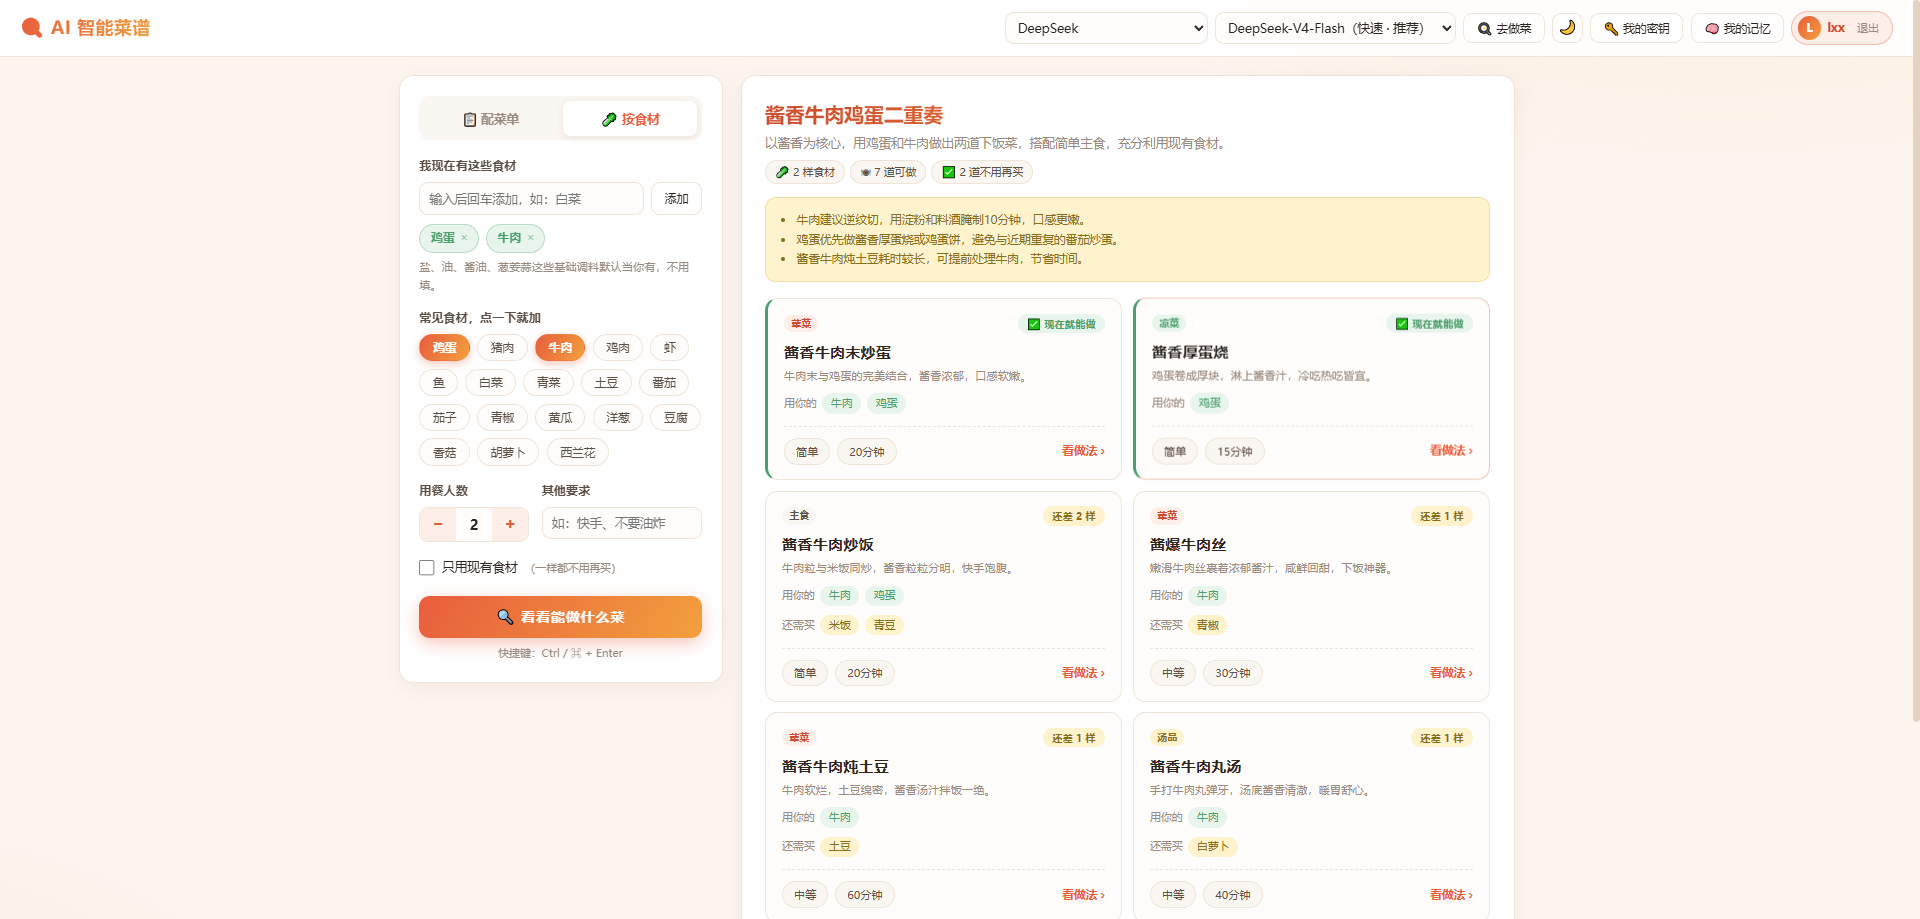 AI 智能菜谱
DeepSeek
DeepSeek-V4-Flash（快速 · 推荐）
去做菜
我的密钥
我的记忆
L lxx 退出
配菜单
按食材
我现在有这些食材
输入后回车添加，如：白菜
添加
鸡蛋 ×
牛肉 ×
盐、油、酱油、葱姜蒜这些基础调料默认当你有，不用
填。
常见食材，点一下就加
鸡蛋 猪肉 牛肉 鸡肉 虾
鱼 白菜 青菜 土豆 番茄
茄子 青椒 黄瓜 洋葱 豆腐
香菇 胡萝卜 西兰花
用餐人数
其他要求
− 2 +
如：快手、不要油炸
只用现有食材 （一样都不用再买）
看看能做什么菜
快捷键：Ctrl / ⌘ + Enter
酱香牛肉鸡蛋二重奏
以酱香为核心，用鸡蛋和牛肉做出两道下饭菜，搭配简单主食，充分利用现有食材。
2 样食材
7 道可做
2 道不用再买
牛肉建议逆纹切，用淀粉和料酒腌制10分钟，口感更嫩。
鸡蛋优先做酱香厚蛋烧或鸡蛋饼，避免与近期重复的番茄炒蛋。
酱香牛肉炖土豆耗时较长，可提前处理牛肉，节省时间。
荤菜
现在就能做
酱香牛肉末炒蛋
牛肉末与鸡蛋的完美结合，酱香浓郁，口感软嫩。
用你的 牛肉 鸡蛋
简单 20分钟 看做法 ›
凉菜
现在就能做
酱香厚蛋烧
鸡蛋卷成厚块，淋上酱香汁，冷吃热吃皆宜。
用你的 鸡蛋
简单 15分钟 看做法 ›
主食
还差 2 样
酱香牛肉炒饭
牛肉粒与米饭同炒，酱香粒粒分明，快手饱腹。
用你的 牛肉 鸡蛋
还需买 米饭 青豆
简单 20分钟 看做法 ›
荤菜
还差 1 样
酱爆牛肉丝
嫩滑牛肉丝裹着浓郁酱汁，咸鲜回甜，下饭神器。
用你的 牛肉
还需买 青椒
中等 30分钟 看做法 ›
荤菜
还差 1 样
酱香牛肉炖土豆
牛肉软烂，土豆绵密，酱香汤汁拌饭一绝。
用你的 牛肉
还需买 土豆
中等 60分钟 看做法 ›
汤品
还差 1 样
酱香牛肉丸汤
手打牛肉丸弹牙，汤底酱香清澈，暖胃舒心。
用你的 牛肉
还需买 白萝卜
中等 40分钟 看做法 ›